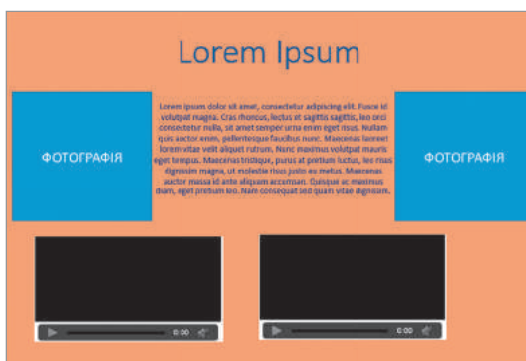 Lorem Ipsum
ФОТОГРАФІЯ
Lorem ipsum dolor sit amet, consectetur adipiscing elit. Fusce id
volutpat magna. Cras rhoncus, lectus et sagittis sagittis, leo orci
consectetur nulla, sit amet semper urna enim eget risus. Nullam
quis auctor enim, pellentesque faucibus nunc. Maecenas laoreet
lorem vitae velit aliquet rutrum. Nunc maximus volutpat mauris
eget tempus. Maecenas tristique, purus at pretium luctus, leo risus
dignissim magna, ut molestie risus justo eu metus. Maecenas
auctor massa id ante aliquam accumsan. Quisque ac maximus
diam, eget pretium leo. Nam consequat sed quam vitae dignissim.
ФОТОГРАФІЯ
0:00
0:00